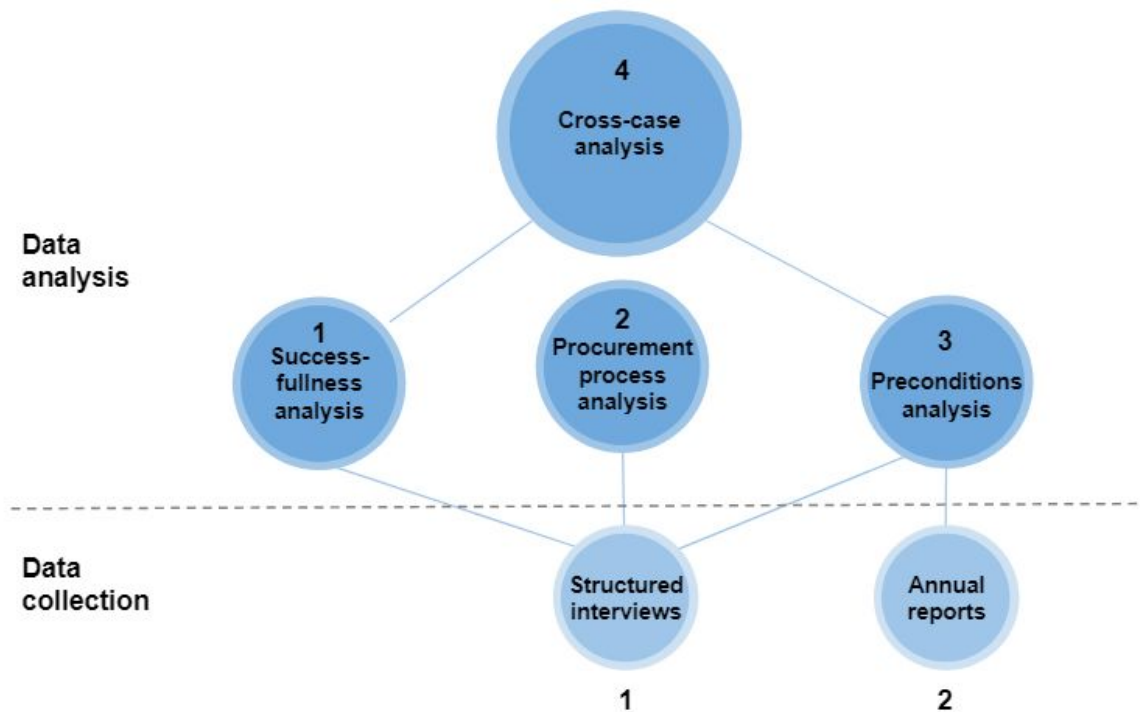 4
Cross-case
analysis
Data
analysis
1
Success-
fullness
analysis
2
Procurement
process
analysis
3
Preconditions
analysis
Data
collection
Structured
interviews
1
Annual
reports
2